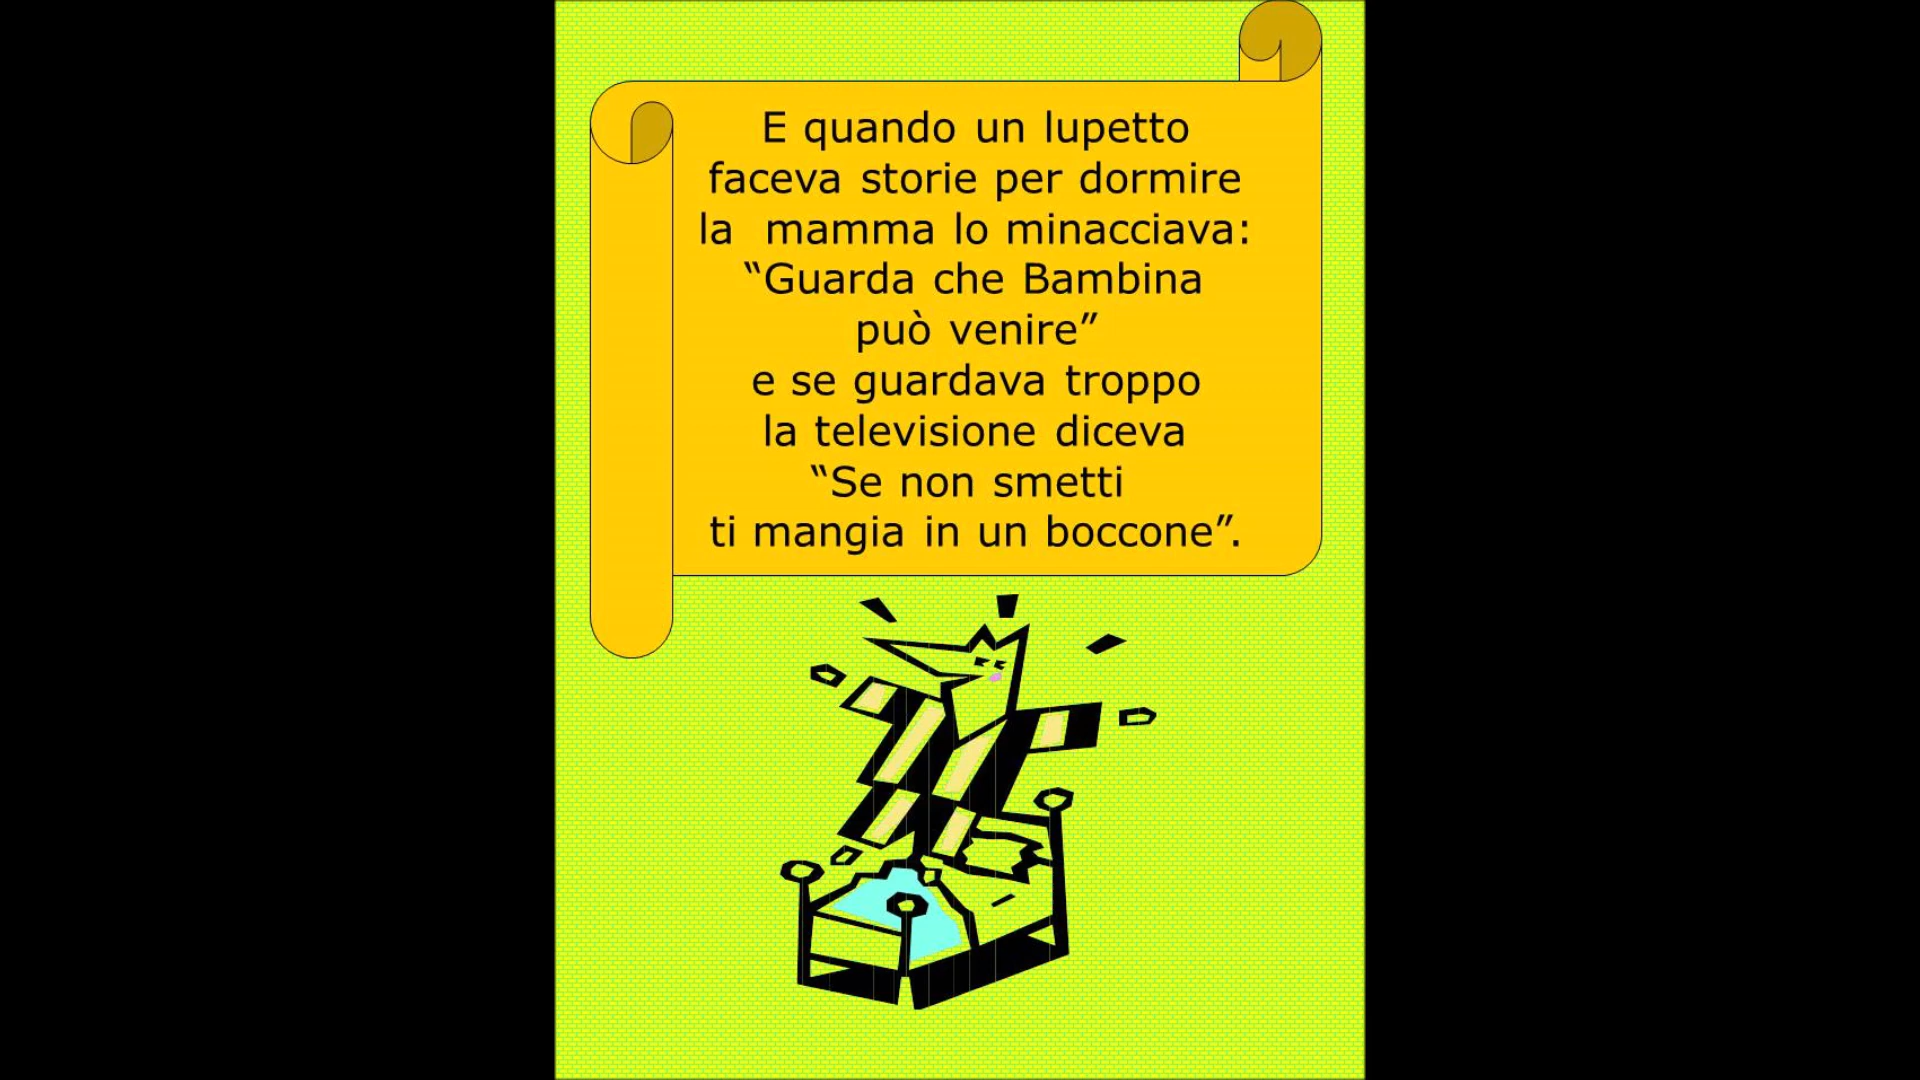 E quando un lupetto
faceva storie per dormire
la  mamma lo minacciava:
“Guarda che Bambina
può venire”
e se guardava troppo
la televisione diceva
“Se non smetti
ti mangia in un boccone”.